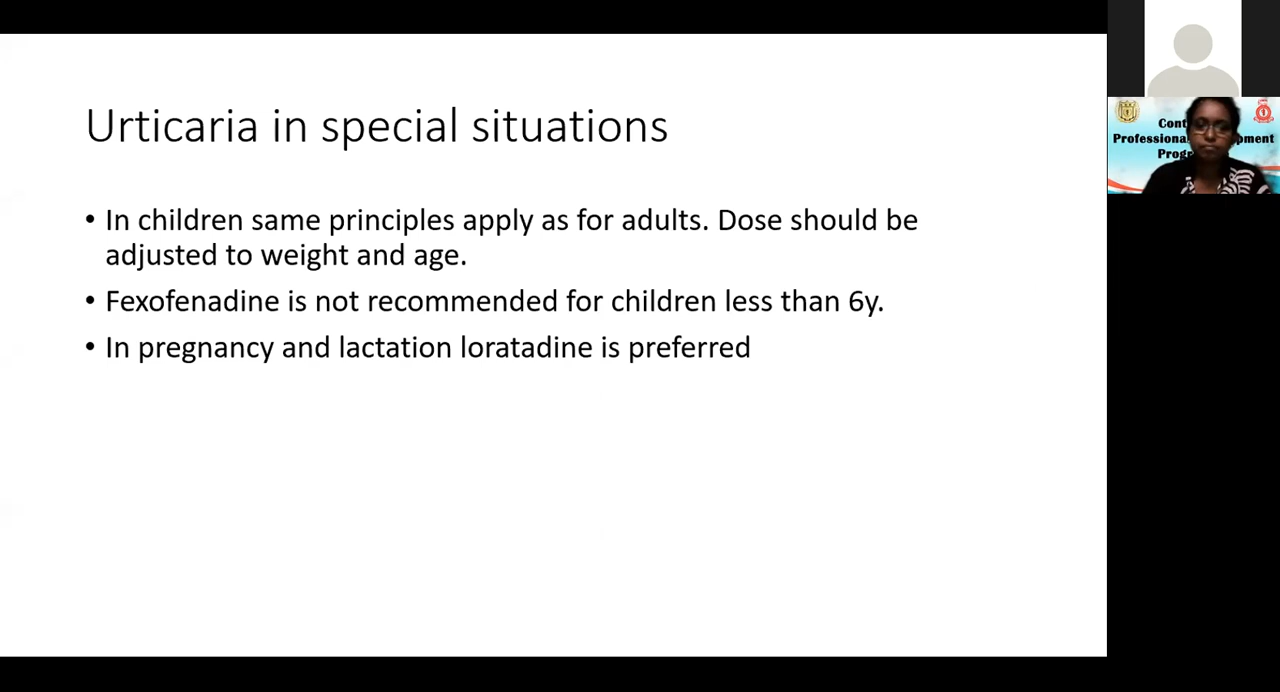 Urticaria in special situations
• In children same principles apply as for adults. Dose should be
adjusted to weight and age.
• Fexofenadine is not recommended for children less than 6y.
• In pregnancy and lactation loratadine is preferred